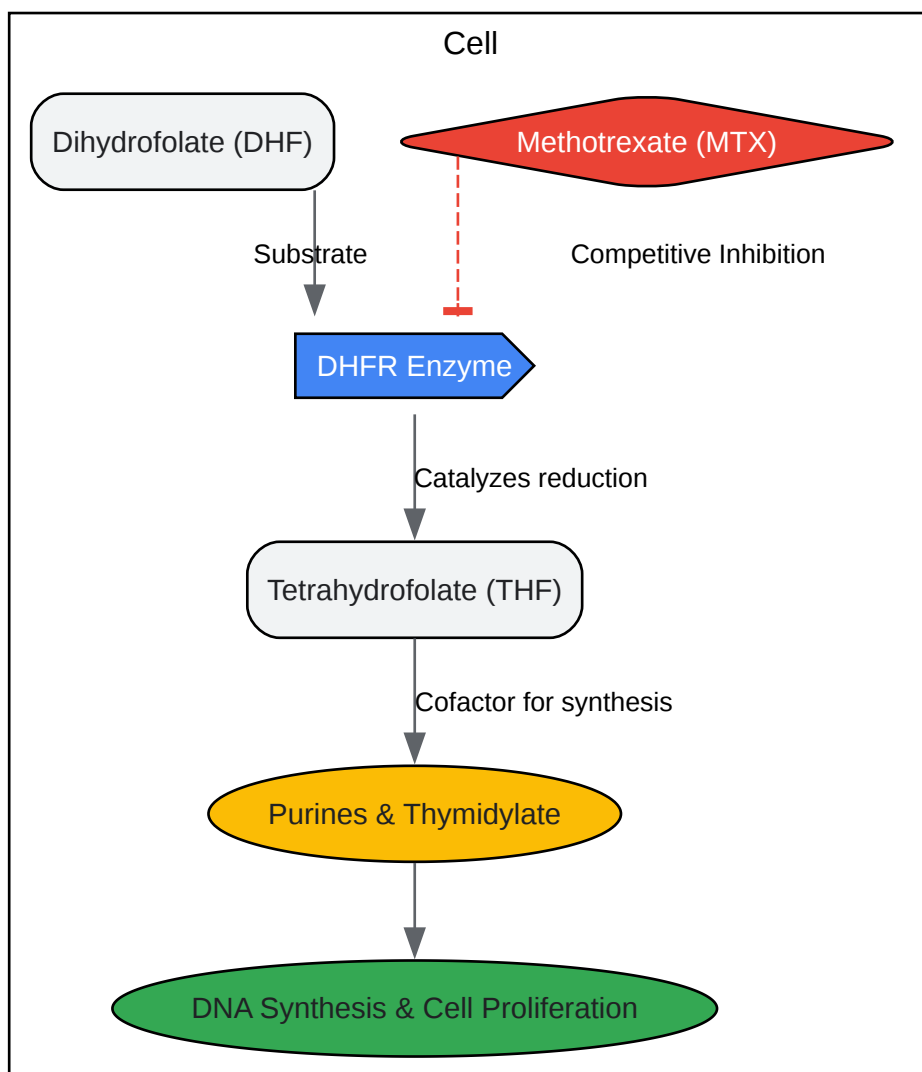 Cell
Dihydrofolate (DHF)
Methotrexate (MTX)
Substrate
Competitive Inhibition
DHFR Enzyme
Catalyzes reduction
Tetrahydrofolate (THF)
Cofactor for synthesis
Purines & Thymidylate
DNA Synthesis & Cell Proliferation